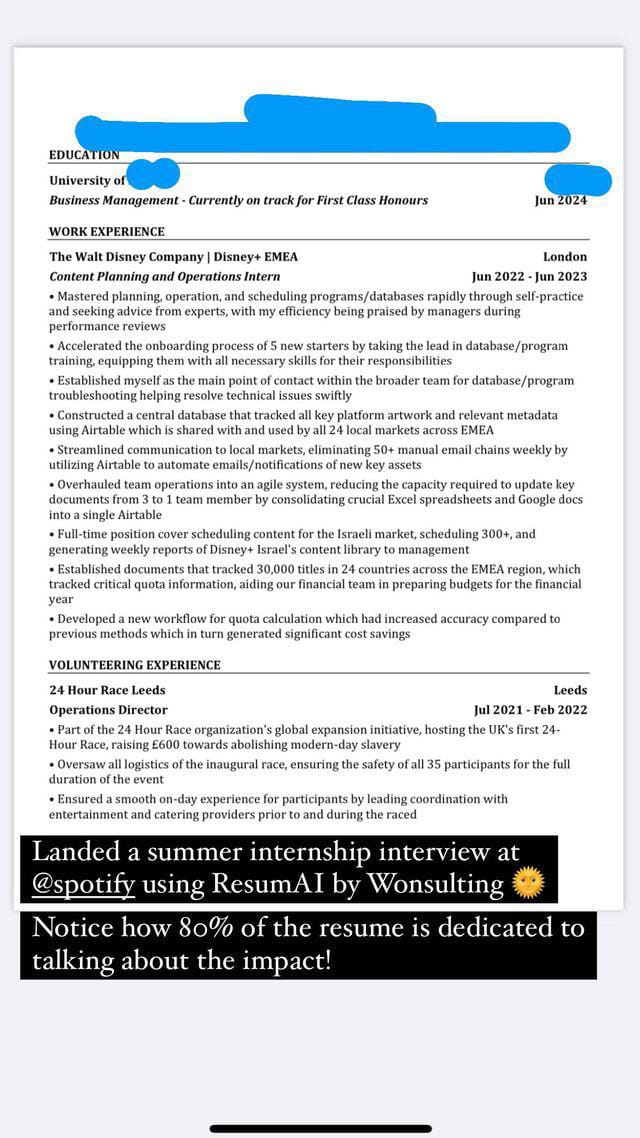 EDUCATION
University of
Business Management - Currently on track for First Class Honours Jun 2024
WORK EXPERIENCE
The Walt Disney Company | Disney+ EMEA London
Content Planning and Operations Intern Jun 2022 - Jun 2023
• Mastered planning, operation, and scheduling programs/databases rapidly through self-practice
and seeking advice from experts, with my efficiency being praised by managers during
performance reviews
• Accelerated the onboarding process of 5 new starters by taking the lead in database/program
training, equipping them with all necessary skills for their responsibilities
• Established myself as the main point of contact within the broader team for database/program
troubleshooting helping resolve technical issues swiftly
• Constructed a central database that tracked all key platform artwork and relevant metadata
using Airtable which is shared with and used by all 24 local markets across EMEA
• Streamlined communication to local markets, eliminating 50+ manual email chains weekly by
utilizing Airtable to automate emails/notifications of new key assets
• Overhauled team operations into an agile system, reducing the capacity required to update key
documents from 3 to 1 team member by consolidating crucial Excel spreadsheets and Google docs
into a single Airtable
• Full-time position cover scheduling content for the Israeli market, scheduling 300+, and
generating weekly reports of Disney+ Israel's content library to management
• Established documents that tracked 30,000 titles in 24 countries across the EMEA region, which
tracked critical quota information, aiding our financial team in preparing budgets for the financial
year
• Developed a new workflow for quota calculation which had increased accuracy compared to
previous methods which in turn generated significant cost savings
VOLUNTEERING EXPERIENCE
24 Hour Race Leeds Leeds
Operations Director Jul 2021 - Feb 2022
• Part of the 24 Hour Race organization's global expansion initiative, hosting the UK's first 24-
Hour Race, raising £600 towards abolishing modern-day slavery
• Oversaw all logistics of the inaugural race, ensuring the safety of all 35 participants for the full
duration of the event
• Ensured a smooth on-day experience for participants by leading coordination with
entertainment and catering providers prior to and during the raced
Landed a summer internship interview at
@spotify using ResumAI by Wonsulting 🌞
Notice how 80% of the resume is dedicated to
talking about the impact!